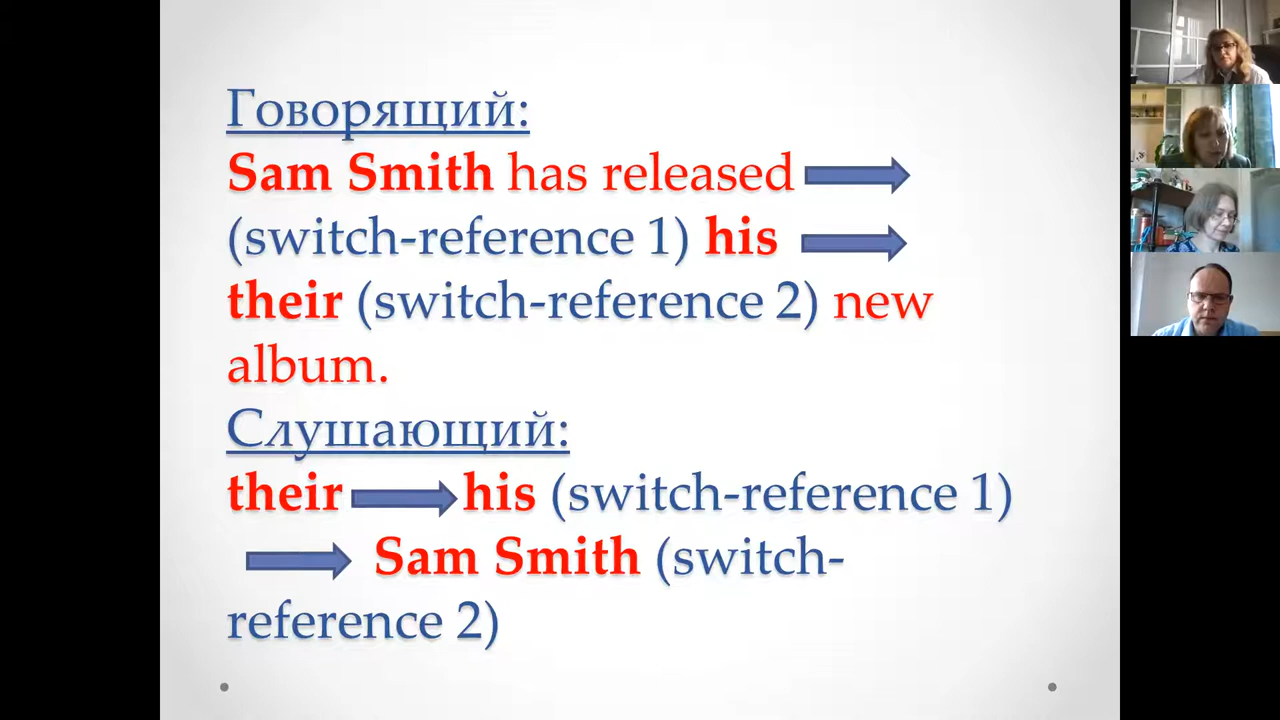 Говорящий:
Sam Smith has released
(switch-reference 1) his
their (switch-reference 2) new
album.
Слушающий:
their his (switch-reference 1)
Sam Smith (switch-
reference 2)